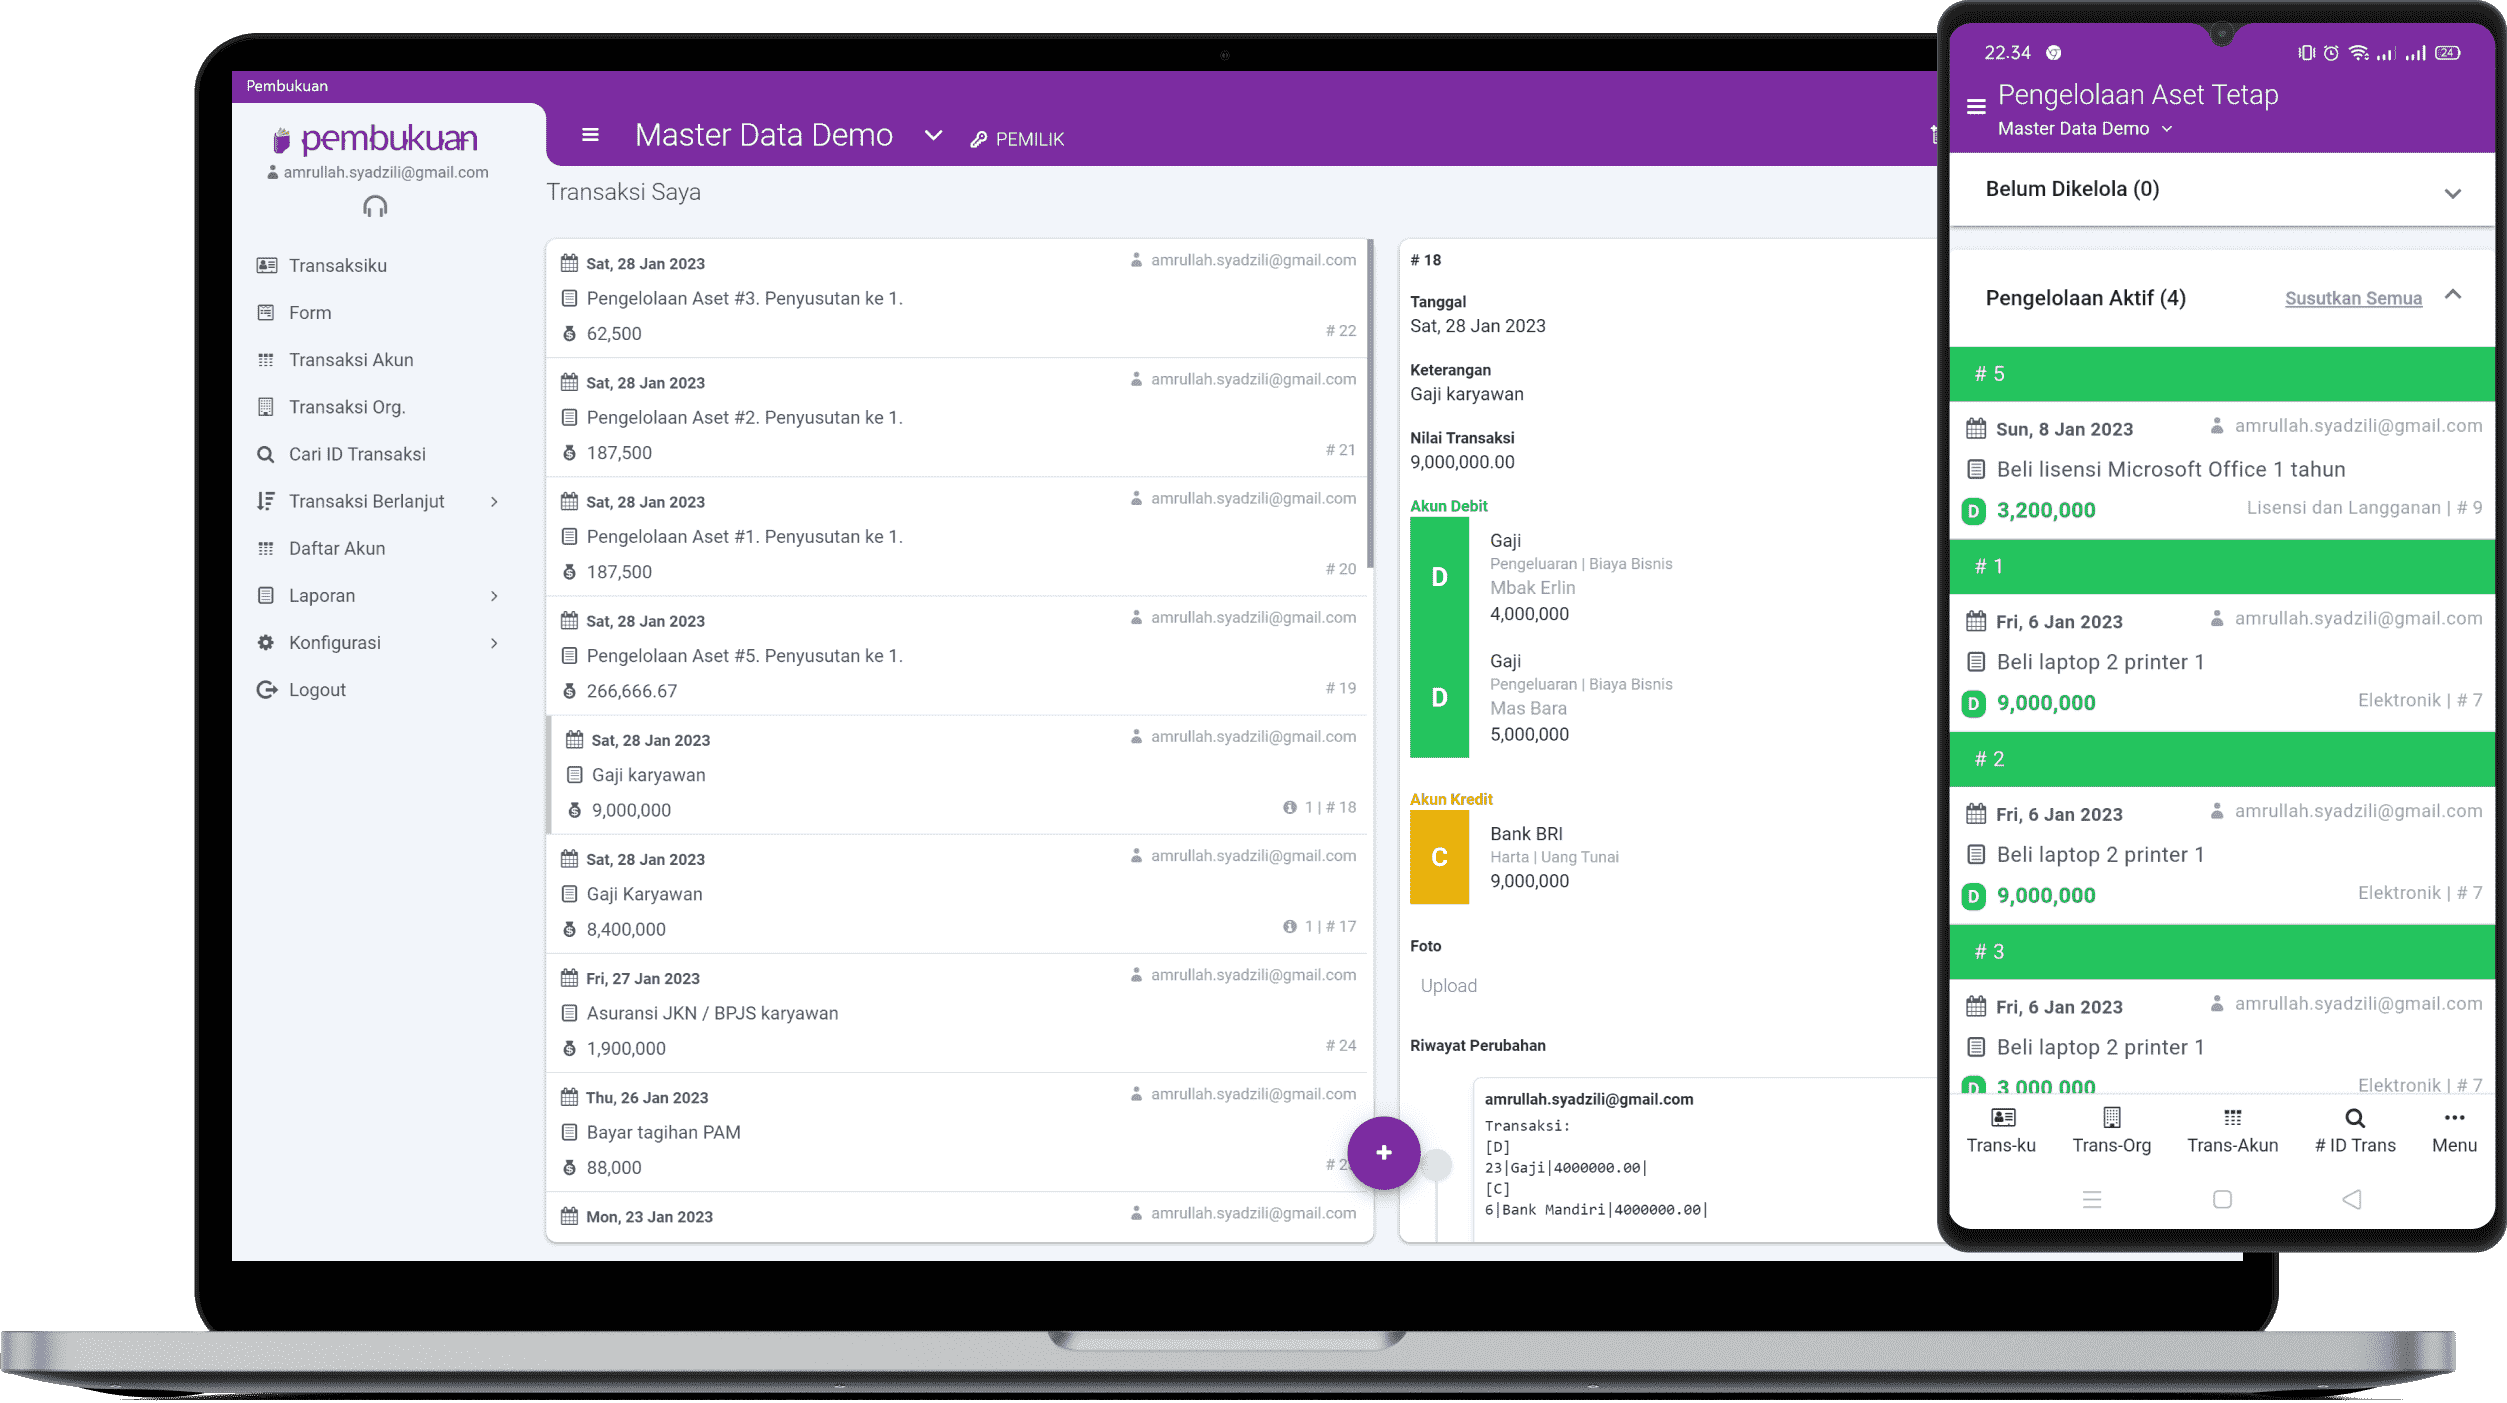 Pembukuan
pembukuan
amrullah.syadzili@gmail.com
Transaksiku
Form
Transaksi Akun
Transaksi Org.
Cari ID Transaksi
Transaksi Berlanjut
Daftar Akun
Laporan
Konfigurasi
Logout
Master Data Demo
PEMILIK
Transaksi Saya
Sat, 28 Jan 2023 amrullah.syadzili@gmail.com
Pengelolaan Aset #3. Penyusutan ke 1.
62,500 # 22
Sat, 28 Jan 2023 amrullah.syadzili@gmail.com
Pengelolaan Aset #2. Penyusutan ke 1.
187,500 # 21
Sat, 28 Jan 2023 amrullah.syadzili@gmail.com
Pengelolaan Aset #1. Penyusutan ke 1.
187,500 # 20
Sat, 28 Jan 2023 amrullah.syadzili@gmail.com
Pengelolaan Aset #5. Penyusutan ke 1.
266,666.67 # 19
Sat, 28 Jan 2023 amrullah.syadzili@gmail.com
Gaji karyawan
9,000,000 1 | # 18
Sat, 28 Jan 2023 amrullah.syadzili@gmail.com
Gaji Karyawan
8,400,000 1 | # 17
Fri, 27 Jan 2023 amrullah.syadzili@gmail.com
Asuransi JKN / BPJS karyawan
1,900,000 # 24
Thu, 26 Jan 2023 amrullah.syadzili@gmail.com
Bayar tagihan PAM
88,000
Mon, 23 Jan 2023 amrullah.syadzili@gmail.com
+
# 18
Tanggal
Sat, 28 Jan 2023
Keterangan
Gaji karyawan
Nilai Transaksi
9,000,000.00
Akun Debit
D
Gaji
Pengeluaran | Biaya Bisnis
Mbak Erlin
4,000,000
D
Gaji
Pengeluaran | Biaya Bisnis
Mas Bara
5,000,000
Akun Kredit
C
Bank BRI
Harta | Uang Tunai
9,000,000
Foto
Upload
Riwayat Perubahan
amrullah.syadzili@gmail.com
Transaksi:
[D]
23|Gaji|4000000.00|
[C]
6|Bank Mandiri|4000000.00|
22.34 24
Pengelolaan Aset Tetap
Master Data Demo
Belum Dikelola (0)
Pengelolaan Aktif (4) Susutkan Semua
# 5
Sun, 8 Jan 2023 amrullah.syadzili@gmail.com
Beli lisensi Microsoft Office 1 tahun
D 3,200,000 Lisensi dan Langganan | # 9
# 1
Fri, 6 Jan 2023 amrullah.syadzili@gmail.com
Beli laptop 2 printer 1
D 9,000,000 Elektronik | # 7
# 2
Fri, 6 Jan 2023 amrullah.syadzili@gmail.com
Beli laptop 2 printer 1
D 9,000,000 Elektronik | # 7
# 3
Fri, 6 Jan 2023 amrullah.syadzili@gmail.com
Beli laptop 2 printer 1
D 3,000,000 Elektronik | # 7
Trans-ku Trans-Org Trans-Akun # ID Trans Menu